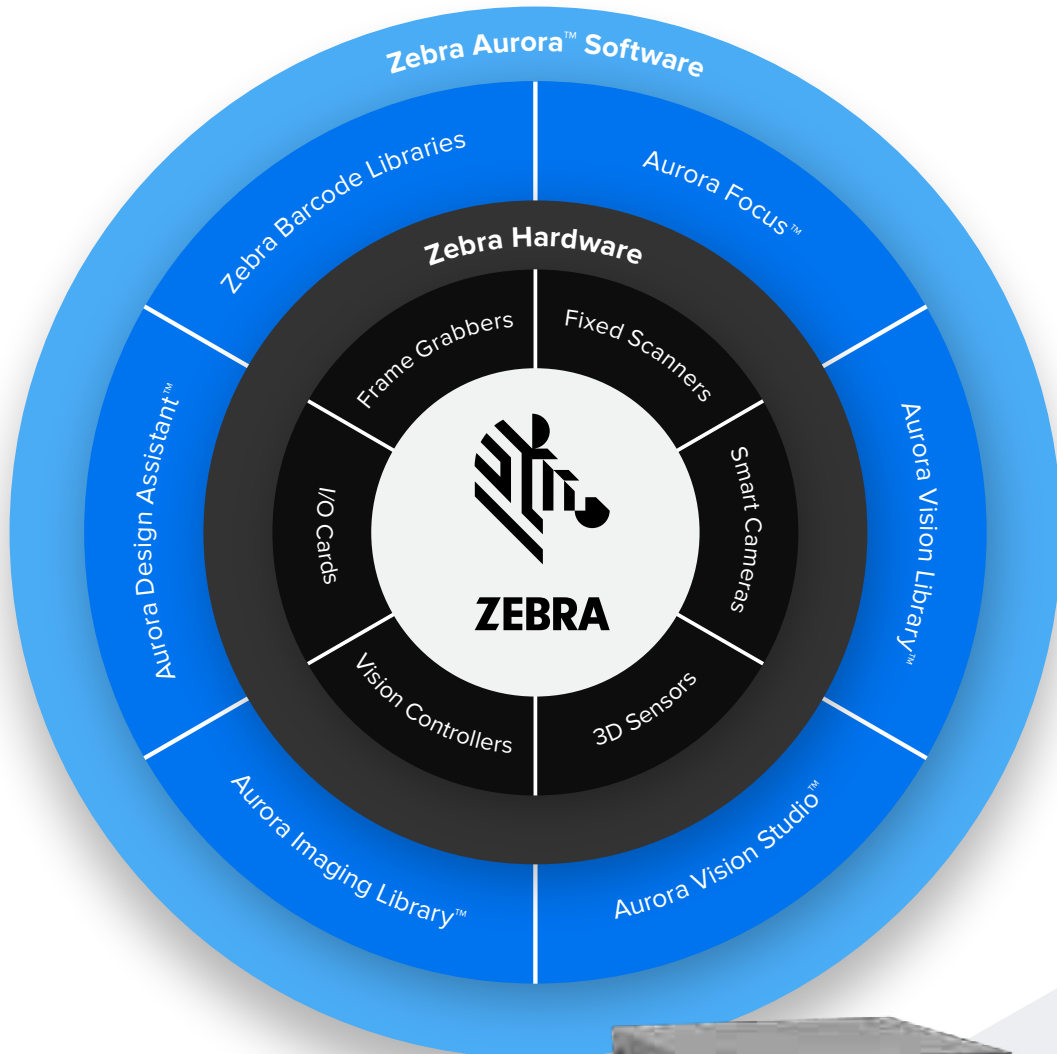 Zebra Aurora™ Software
Zebra Barcode Libraries
Aurora Focus™
Aurora Vision Library™
Aurora Vision Studio™
Aurora Imaging Library™
Aurora Design Assistant™
Zebra Hardware
Frame Grabbers
Fixed Scanners
Smart Cameras
3D Sensors
Vision Controllers
I/O Cards
ZEBRA